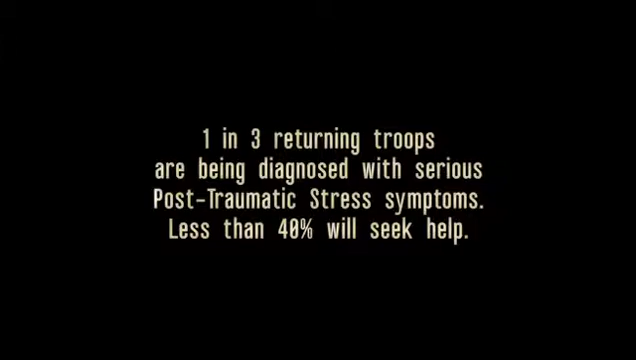 1 in 3 returning troops
are being diagnosed with serious
Post-Traumatic Stress symptoms.
Less than 40% will seek help.